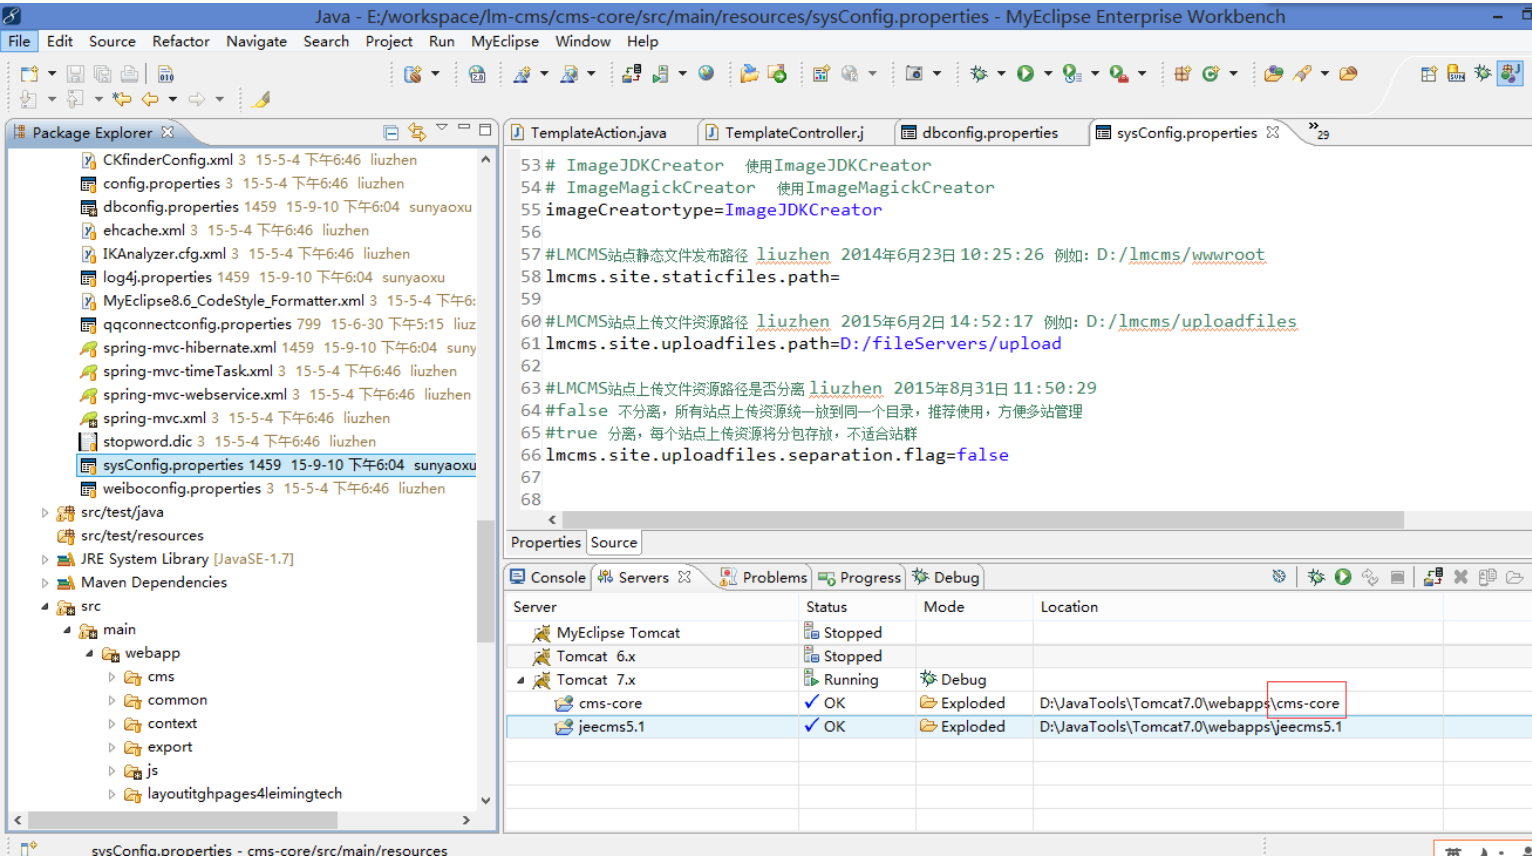 Java - E:/workspace/lm-cms/cms-core/src/main/resources/sysConfig.properties - MyEclipse Enterprise Workbench
File Edit Source Refactor Navigate Search Project Run MyEclipse Window Help
Package Explorer
CKfinderConfig.xml 3 15-5-4 下午6:46 liuzhen
config.properties 3 15-5-4 下午6:46 liuzhen
dbconfig.properties 1459 15-9-10 下午6:04 sunyaoxu
ehcache.xml 3 15-5-4 下午6:46 liuzhen
IKAnalyzer.cfg.xml 3 15-5-4 下午6:46 liuzhen
log4j.properties 1459 15-9-10 下午6:04 sunyaoxu
MyEclipse8.6_CodeStyle_Formatter.xml 3 15-5-4 下午6:
qqconnectconfig.properties 799 15-6-30 下午5:15 liuz
spring-mvc-hibernate.xml 1459 15-9-10 下午6:04 suny
spring-mvc-timeTask.xml 3 15-5-4 下午6:46 liuzhen
spring-mvc-webservice.xml 3 15-5-4 下午6:46 liuzhen
spring-mvc.xml 3 15-5-4 下午6:46 liuzhen
stopword.dic 3 15-5-4 下午6:46 liuzhen
sysConfig.properties 1459 15-9-10 下午6:04 sunyaoxu
weiboconfig.properties 3 15-5-4 下午6:46 liuzhen
src/test/java
src/test/resources
JRE System Library [JavaSE-1.7]
Maven Dependencies
src
main
webapp
cms
common
context
export
js
layoutitghpages4leimingtech
TemplateAction.java TemplateController.j dbconfig.properties sysConfig.properties »29
53 # ImageJDKCreator 使用ImageJDKCreator
54 # ImageMagickCreator 使用ImageMagickCreator
55 imageCreatortype=ImageJDKCreator
56
57 #LMCMS站点静态文件发布路径 liuzhen 2014年6月23日 10:25:26 例如：D:/lmcms/wwwroot
58 lmcms.site.staticfiles.path=
59
60 #LMCMS站点上传文件资源路径 liuzhen 2015年6月2日 14:52:17 例如：D:/lmcms/uploadfiles
61 lmcms.site.uploadfiles.path=D:/fileServers/upload
62
63 #LMCMS站点上传文件资源路径是否分离 liuzhen 2015年8月31日 11:50:29
64 #false 不分离，所有站点上传资源统一放到同一个目录，推荐使用，方便多站管理
65 #true 分离，每个站点上传资源将分包存放，不适合站群
66 lmcms.site.uploadfiles.separation.flag=false
67
68
Properties Source
Console Servers Problems Progress Debug
Server Status Mode Location
MyEclipse Tomcat Stopped
Tomcat 6.x Stopped
Tomcat 7.x Running Debug
cms-core OK Exploded D:\JavaTools\Tomcat7.0\webapps\cms-core
jeecms5.1 OK Exploded D:\JavaTools\Tomcat7.0\webapps\jeecms5.1
sysConfig.properties - cms-core/src/main/resources